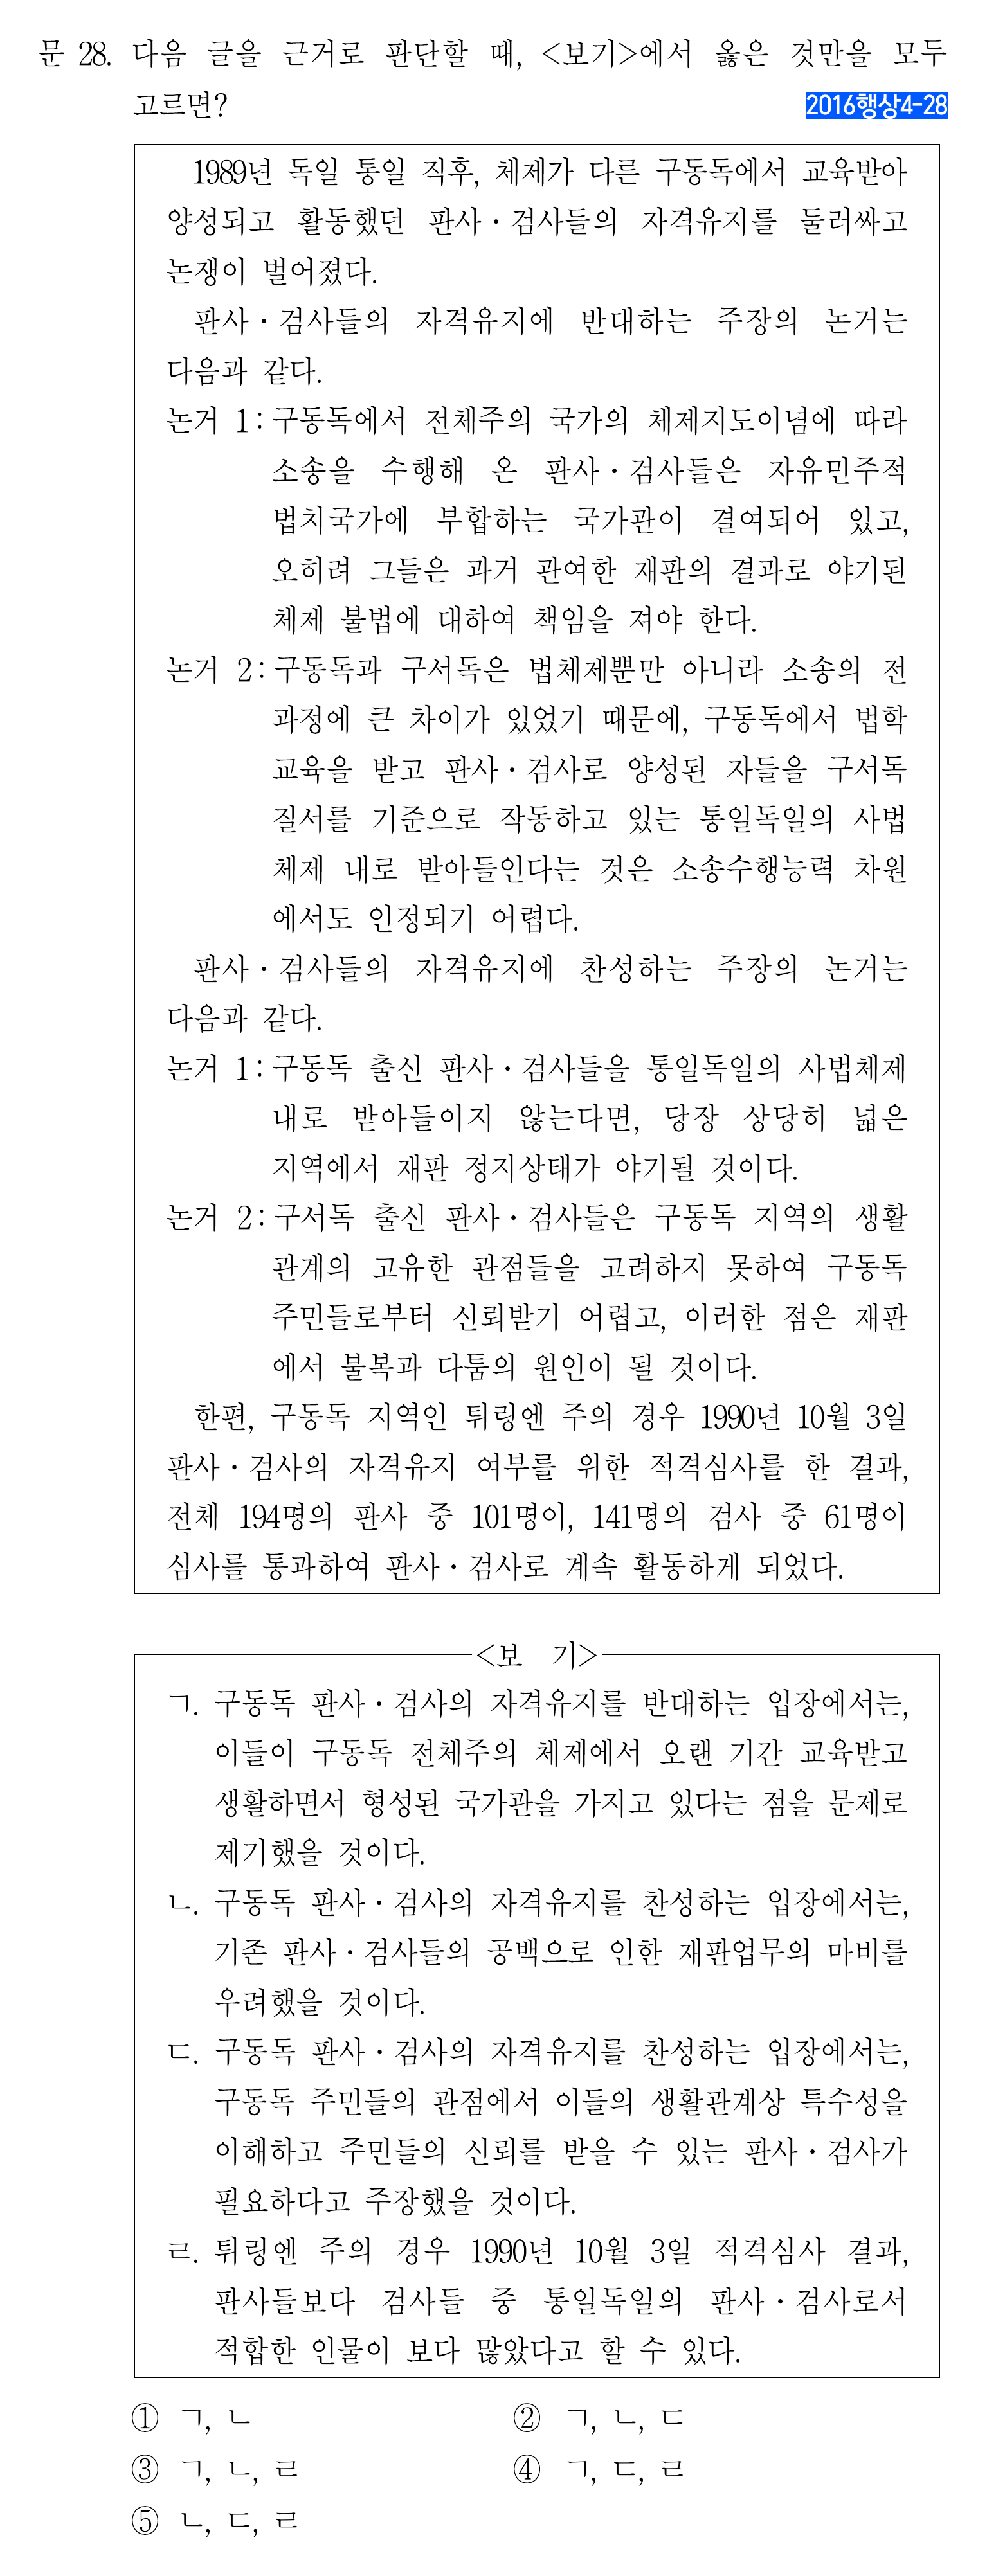 문 28. 다음 글을 근거로 판단할 때, <보기>에서 옳은 것만을 모두
고르면?
2016행상4-28
1989년 독일 통일 직후, 체제가 다른 구동독에서 교육받아
양성되고 활동했던 판사·검사들의 자격유지를 둘러싸고
논쟁이 벌어졌다.
판사·검사들의 자격유지에 반대하는 주장의 논거는
다음과 같다.
논거 1: 구동독에서 전체주의 국가의 체제지도이념에 따라
소송을 수행해 온 판사·검사들은 자유민주적
법치국가에 부합하는 국가관이 결여되어 있고,
오히려 그들은 과거 관여한 재판의 결과로 야기된
체제 불법에 대하여 책임을 져야 한다.
논거 2: 구동독과 구서독은 법체제뿐만 아니라 소송의 전
과정에 큰 차이가 있었기 때문에, 구동독에서 법학
교육을 받고 판사·검사로 양성된 자들을 구서독
질서를 기준으로 작동하고 있는 통일독일의 사법
체제 내로 받아들인다는 것은 소송수행능력 차원
에서도 인정되기 어렵다.
판사·검사들의 자격유지에 찬성하는 주장의 논거는
다음과 같다.
논거 1: 구동독 출신 판사·검사들을 통일독일의 사법체제
내로 받아들이지 않는다면, 당장 상당히 넓은
지역에서 재판 정지상태가 야기될 것이다.
논거 2: 구서독 출신 판사·검사들은 구동독 지역의 생활
관계의 고유한 관점들을 고려하지 못하여 구동독
주민들로부터 신뢰받기 어렵고, 이러한 점은 재판
에서 불복과 다툼의 원인이 될 것이다.
한편, 구동독 지역인 튀링엔 주의 경우 1990년 10월 3일
판사·검사의 자격유지 여부를 위한 적격심사를 한 결과,
전체 194명의 판사 중 101명이, 141명의 검사 중 61명이
심사를 통과하여 판사·검사로 계속 활동하게 되었다.
<보 기>
ㄱ. 구동독 판사·검사의 자격유지를 반대하는 입장에서는,
이들이 구동독 전체주의 체제에서 오랜 기간 교육받고
생활하면서 형성된 국가관을 가지고 있다는 점을 문제로
제기했을 것이다.
ㄴ. 구동독 판사·검사의 자격유지를 찬성하는 입장에서는,
기존 판사·검사들의 공백으로 인한 재판업무의 마비를
우려했을 것이다.
ㄷ. 구동독 판사·검사의 자격유지를 찬성하는 입장에서는,
구동독 주민들의 관점에서 이들의 생활관계상 특수성을
이해하고 주민들의 신뢰를 받을 수 있는 판사·검사가
필요하다고 주장했을 것이다.
ㄹ. 튀링엔 주의 경우 1990년 10월 3일 적격심사 결과,
판사들보다 검사들 중 통일독일의 판사·검사로서
적합한 인물이 보다 많았다고 할 수 있다.
① ㄱ, ㄴ ② ㄱ, ㄴ, ㄷ
③ ㄱ, ㄴ, ㄹ ④ ㄱ, ㄷ, ㄹ
⑤ ㄴ, ㄷ, ㄹ